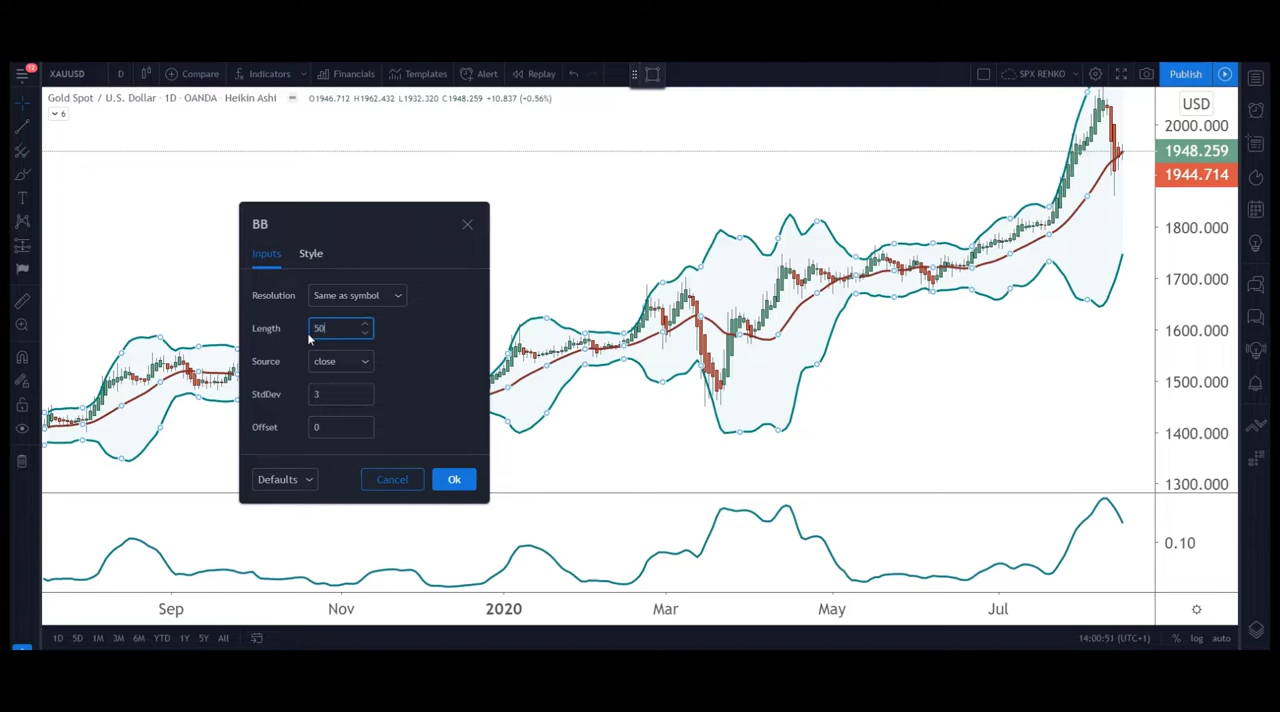 12
XAUUSD D Compare Indicators Financials Templates Alert Replay SPX RENKO Publish
Gold Spot / U.S. Dollar · 1D · OANDA · Heikin Ashi O1946.712 H1962.432 L1932.320 C1948.259 +10.837 (+0.56%)
6
USD
2000.000
1948.259
1944.714
1800.000
1700.000
1600.000
1500.000
1400.000
1300.000
0.10
BB
Inputs Style
Resolution Same as symbol
Length 50
Source close
StdDev 3
Offset 0
Defaults Cancel Ok
Sep Nov 2020 Mar May Jul
1D 5D 1M 3M 6M YTD 1Y 5Y All 14:00:51 (UTC+1) % log auto